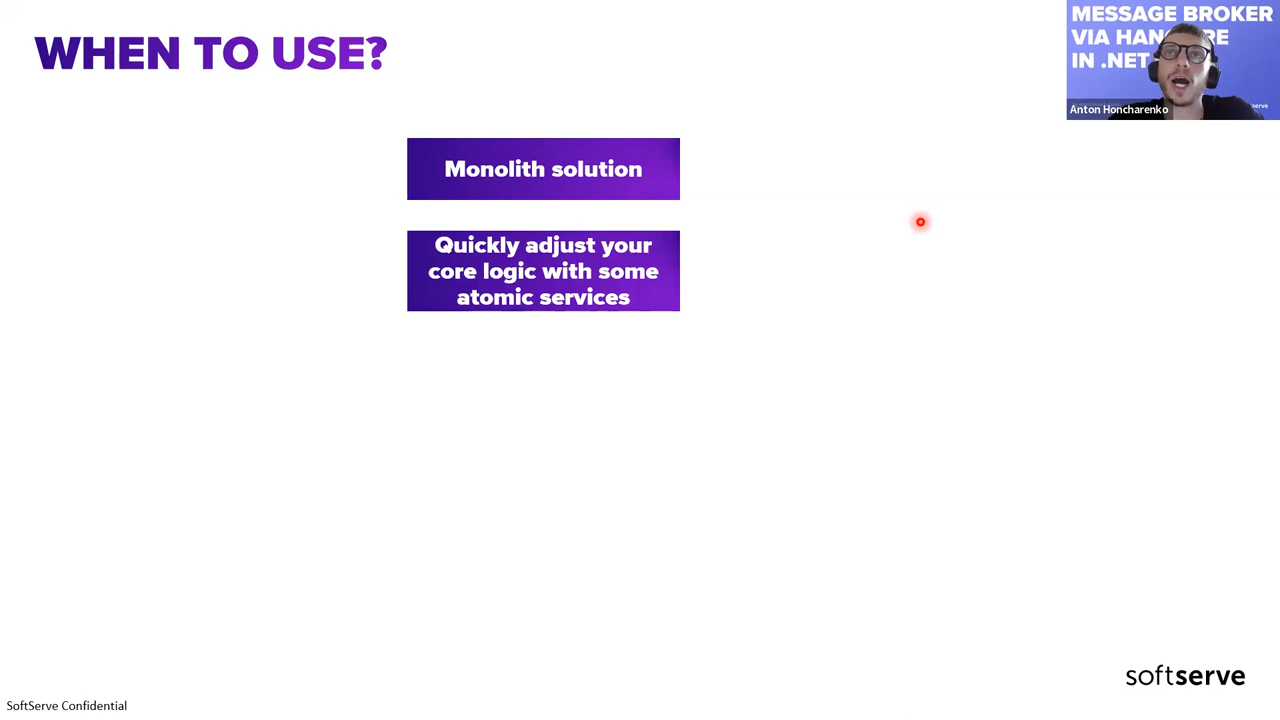 WHEN TO USE?
MESSAGE BROKER
VIA HAN RE
IN .NET
Anton Honcharenko
serve
Monolith solution
Quickly adjust your
core logic with some
atomic services
softserve
SoftServe Confidential